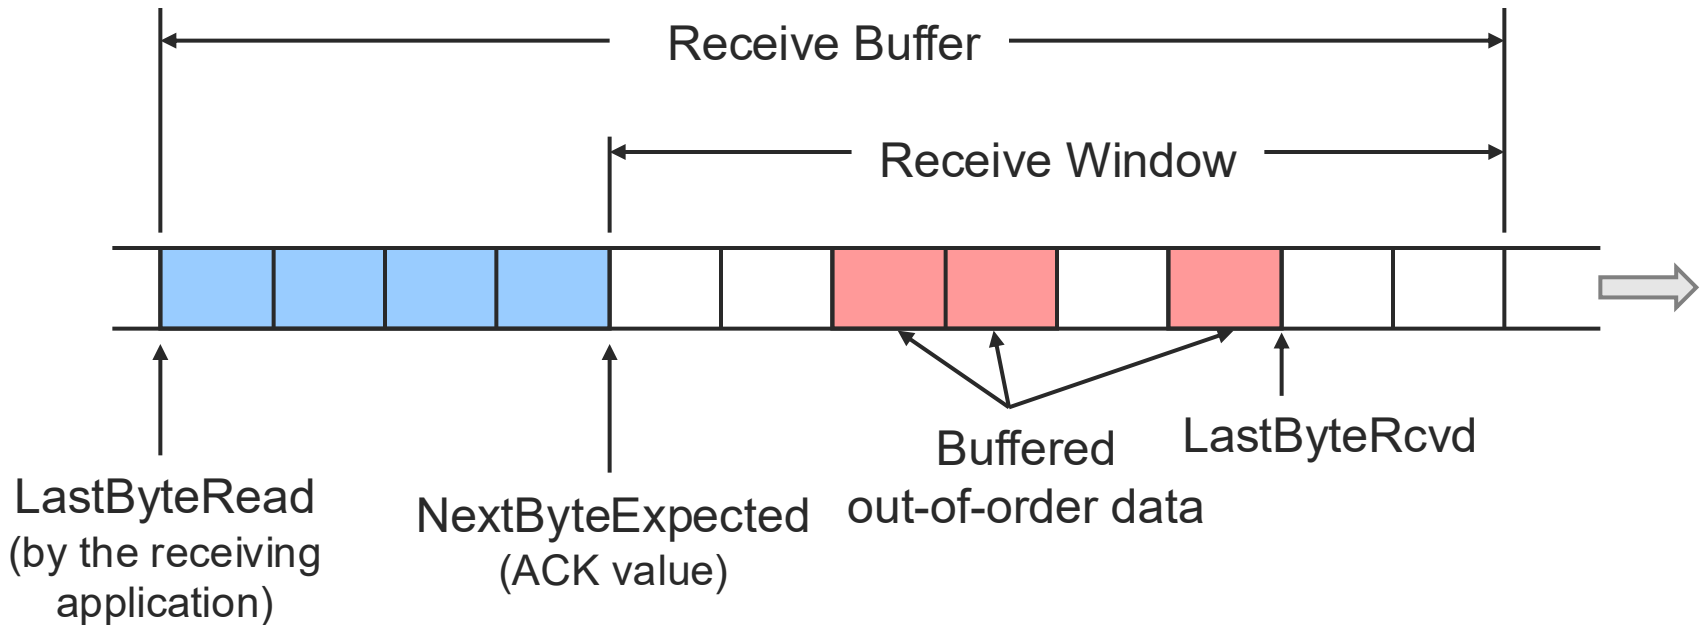 Receive Buffer
Receive Window
LastByteRead
(by the receiving
application)
NextByteExpected
(ACK value)
Buffered
out-of-order data
LastByteRcvd